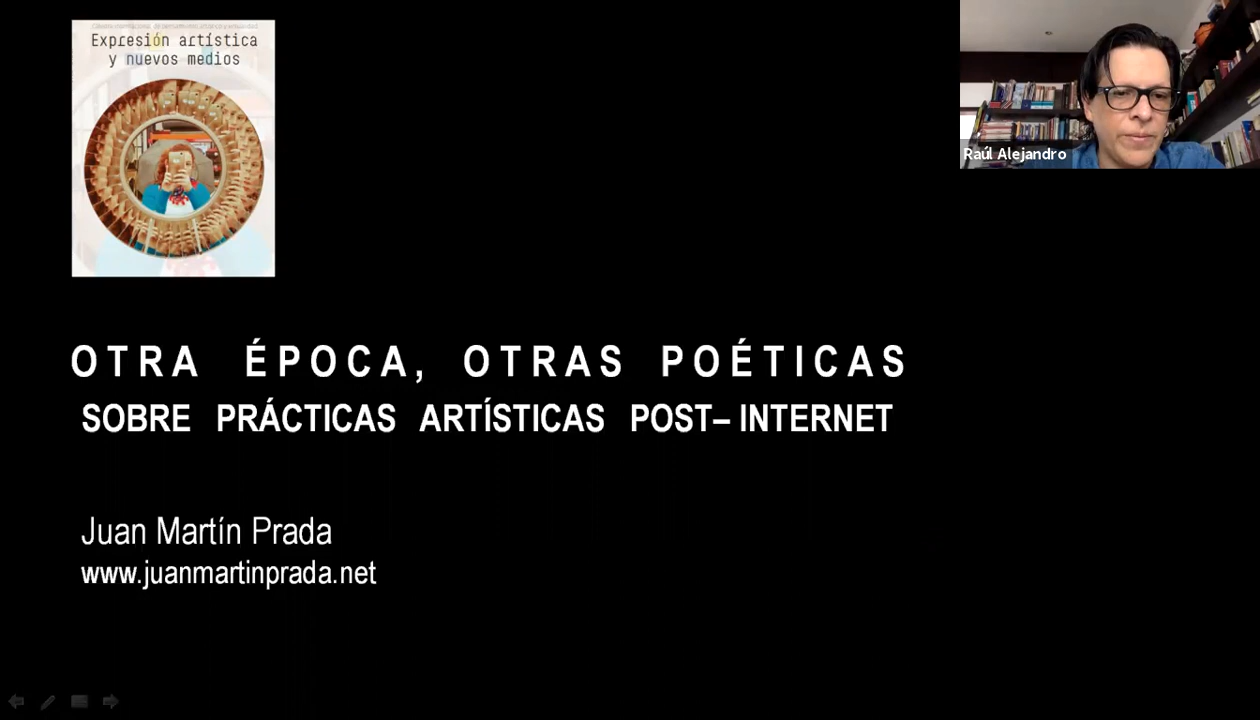 Expresión artística
y nuevos medios
Raúl Alejandro
OTRA ÉPOCA, OTRAS POÉTICAS
SOBRE PRÁCTICAS ARTÍSTICAS POST– INTERNET
Juan Martín Prada
www.juanmartinprada.net